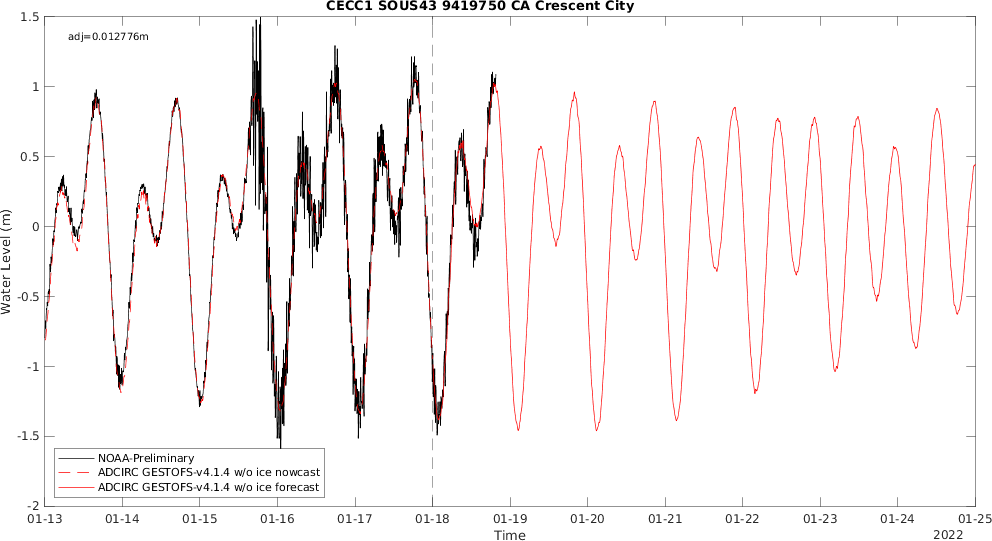 CECC1 SOUS43 9419750 CA Crescent City
1.5
adj=0.012776m
1
0.5
0
-0.5
-1
-1.5
-2
Water Level (m)
NOAA-Preliminary
ADCIRC GESTOFS-v4.1.4 w/o ice nowcast
ADCIRC GESTOFS-v4.1.4 w/o ice forecast
01-13 01-14 01-15 01-16 01-17 01-18 01-19 01-20 01-21 01-22 01-23 01-24 01-25
Time
2022